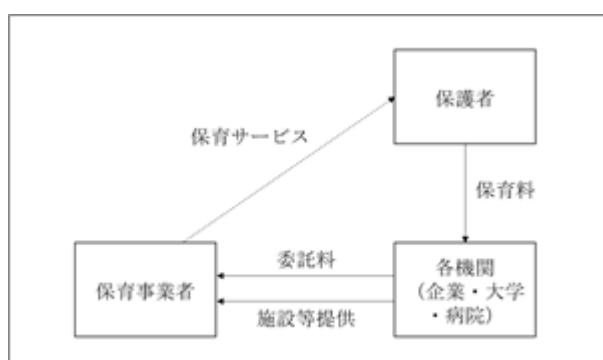 保護者
保育サービス
保育料
保育事業者
委託料
施設等提供
各機関
（企業・大学
・病院）